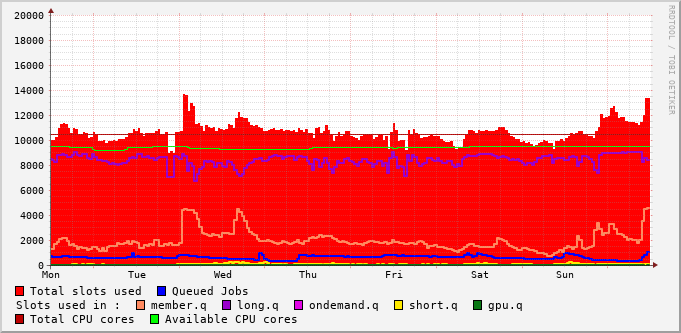 RRDTOOL / TOBI OETIKER
20000
18000
16000
14000
12000
10000
8000
6000
4000
2000
0
Mon Tue Wed Thu Fri Sat Sun
Total slots used Queued Jobs
Slots used in : member.q long.q ondemand.q short.q gpu.q
Total CPU cores Available CPU cores